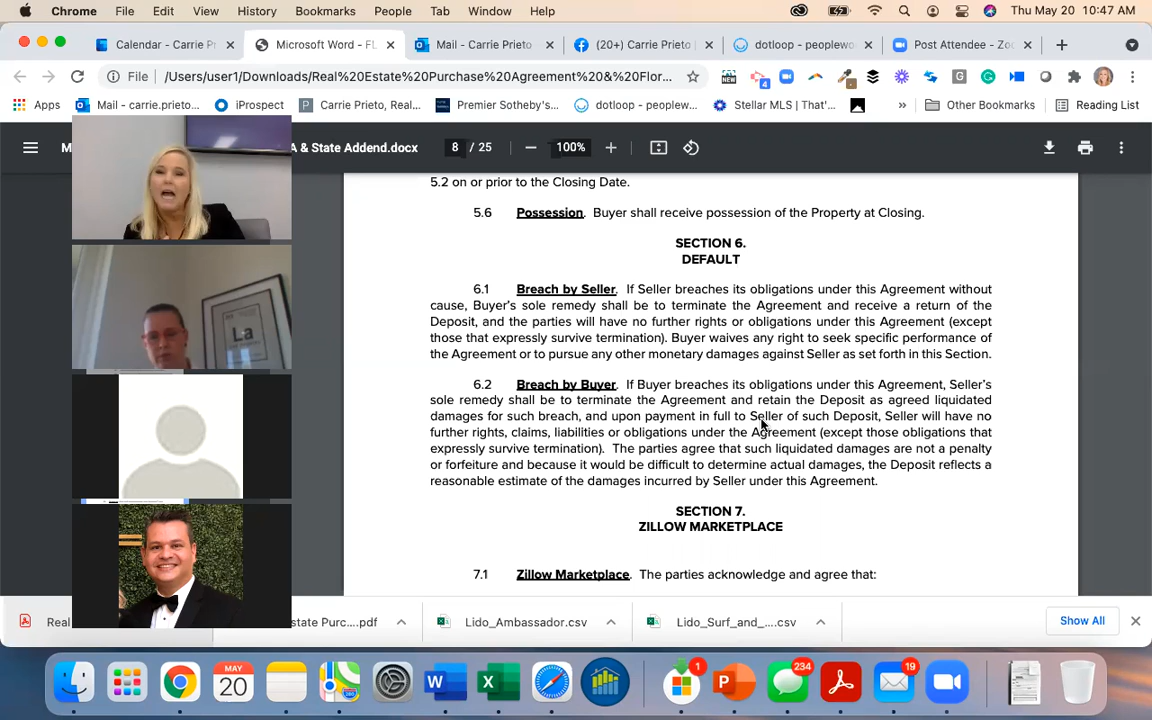 Chrome File Edit View History Bookmarks People Tab Window Help Thu May 20 10:47 AM
Calendar - Carrie Pr
Microsoft Word - FL
Mail - Carrie Prieto
(20+) Carrie Prieto
dotloop - peoplewo
Post Attendee - Zoo
File /Users/user1/Downloads/Real%20Estate%20Purchase%20Agreement%20&%20Flor...
Apps Mail - carrie.prieto... iProspect Carrie Prieto, Real... Premier Sotheby's... dotloop - peoplew... Stellar MLS | That'... » Other Bookmarks Reading List
A & State Addend.docx 8 / 25 100%
5.2 on or prior to the Closing Date.
5.6 Possession. Buyer shall receive possession of the Property at Closing.
SECTION 6.
DEFAULT
6.1 Breach by Seller. If Seller breaches its obligations under this Agreement without
cause, Buyer's sole remedy shall be to terminate the Agreement and receive a return of the
Deposit, and the parties will have no further rights or obligations under this Agreement (except
those that expressly survive termination). Buyer waives any right to seek specific performance of
the Agreement or to pursue any other monetary damages against Seller as set forth in this Section.
6.2 Breach by Buyer. If Buyer breaches its obligations under this Agreement, Seller's
sole remedy shall be to terminate the Agreement and retain the Deposit as agreed liquidated
damages for such breach, and upon payment in full to Seller of such Deposit, Seller will have no
further rights, claims, liabilities or obligations under the Agreement (except those obligations that
expressly survive termination). The parties agree that such liquidated damages are not a penalty
or forfeiture and because it would be difficult to determine actual damages, the Deposit reflects a
reasonable estimate of the damages incurred by Seller under this Agreement.
SECTION 7.
ZILLOW MARKETPLACE
7.1 Zillow Marketplace. The parties acknowledge and agree that:
La
Real
state Purc....pdf
Lido_Ambassador.csv
Lido_Surf_and_....csv
Show All
MAY
20
1
234
19